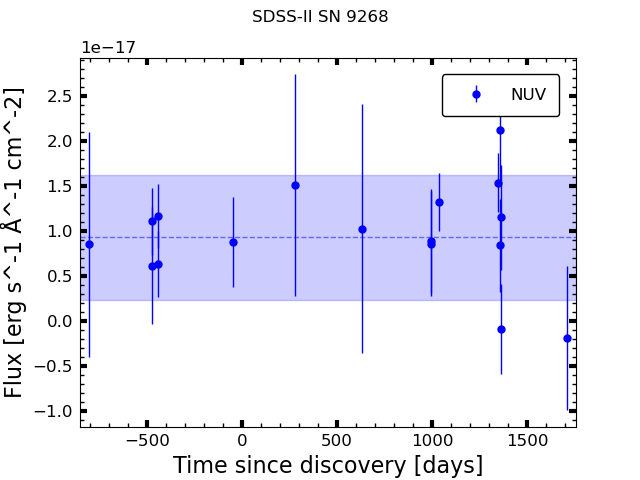 SDSS-II SN 9268
1e−17
NUV
2.5
2.0
1.5
1.0
0.5
0.0
−0.5
−1.0
Flux [erg s^-1 Å^-1 cm^-2]
−500 0 500 1000 1500
Time since discovery [days]